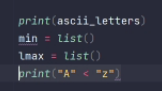 print(ascii_letters)
min = list()
lmax = list()
print("A" < "z")